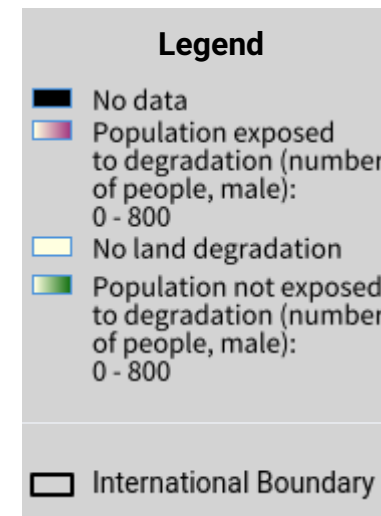 Legend
No data
Population exposed
to degradation (number
of people, male):
0 - 800
No land degradation
Population not exposed
to degradation (number
of people, male):
0 - 800
International Boundary